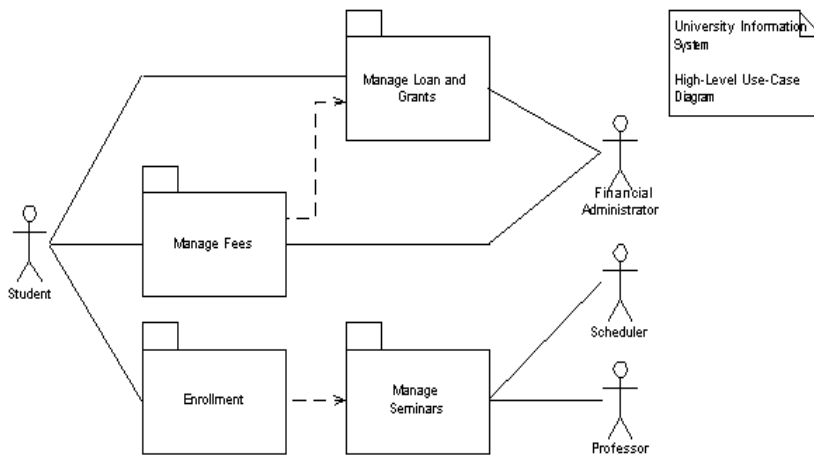 University Information
System
High-Level Use-Case
Diagram
Manage Loan and
Grants
Financial
Administrator
Manage Fees
Student
Scheduler
Enrollment
Manage
Seminars
Professor